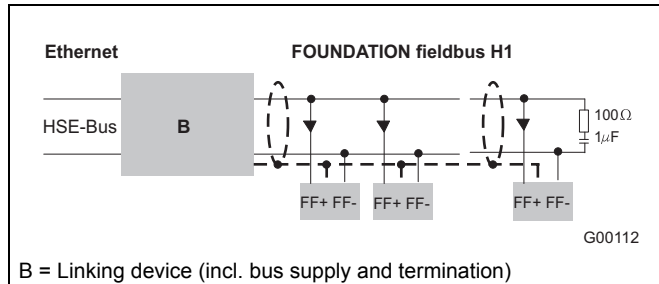 Ethernet
FOUNDATION fieldbus H1
HSE-Bus
B
100Ω
1µF
FF+ FF-
FF+ FF-
FF+ FF-
G00112
B = Linking device (incl. bus supply and termination)